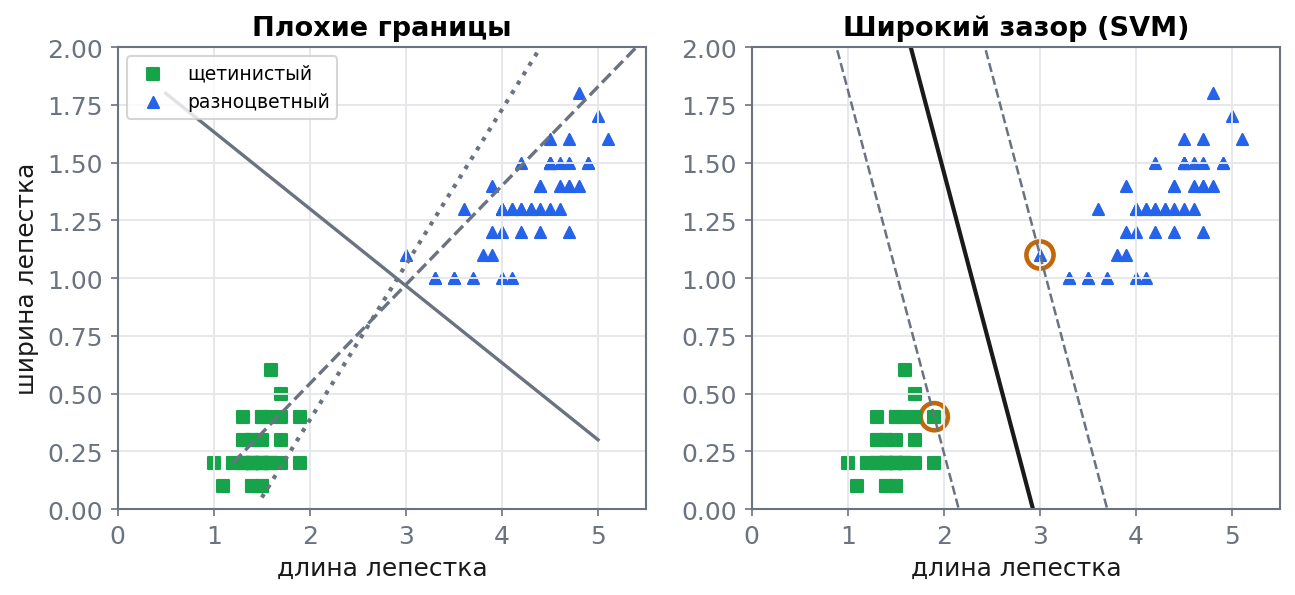 Плохие границы
щетинистый
разноцветный
2.00
1.75
1.50
1.25
1.00
0.75
0.50
0.25
0.00
0 1 2 3 4 5
ширина лепестка
длина лепестка
Широкий зазор (SVM)
2.00
1.75
1.50
1.25
1.00
0.75
0.50
0.25
0.00
0 1 2 3 4 5
длина лепестка